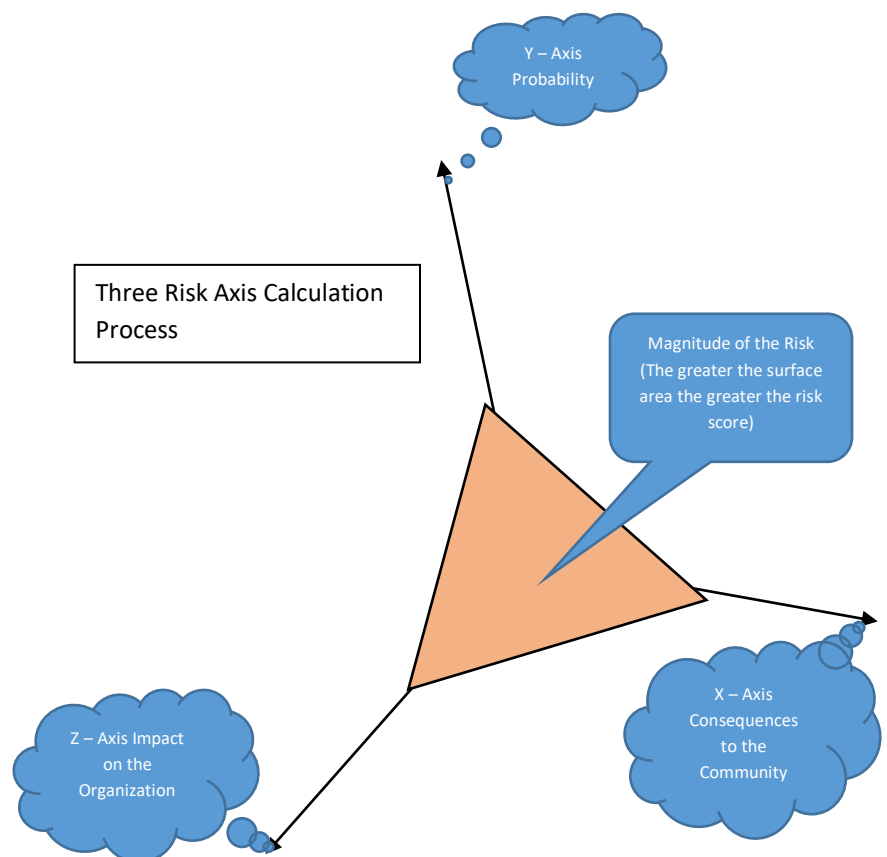 Y – Axis
Probability
Three Risk Axis Calculation
Process
Magnitude of the Risk
(The greater the surface
area the greater the risk
score)
X – Axis
Consequences
to the
Community
Z – Axis Impact
on the
Organization